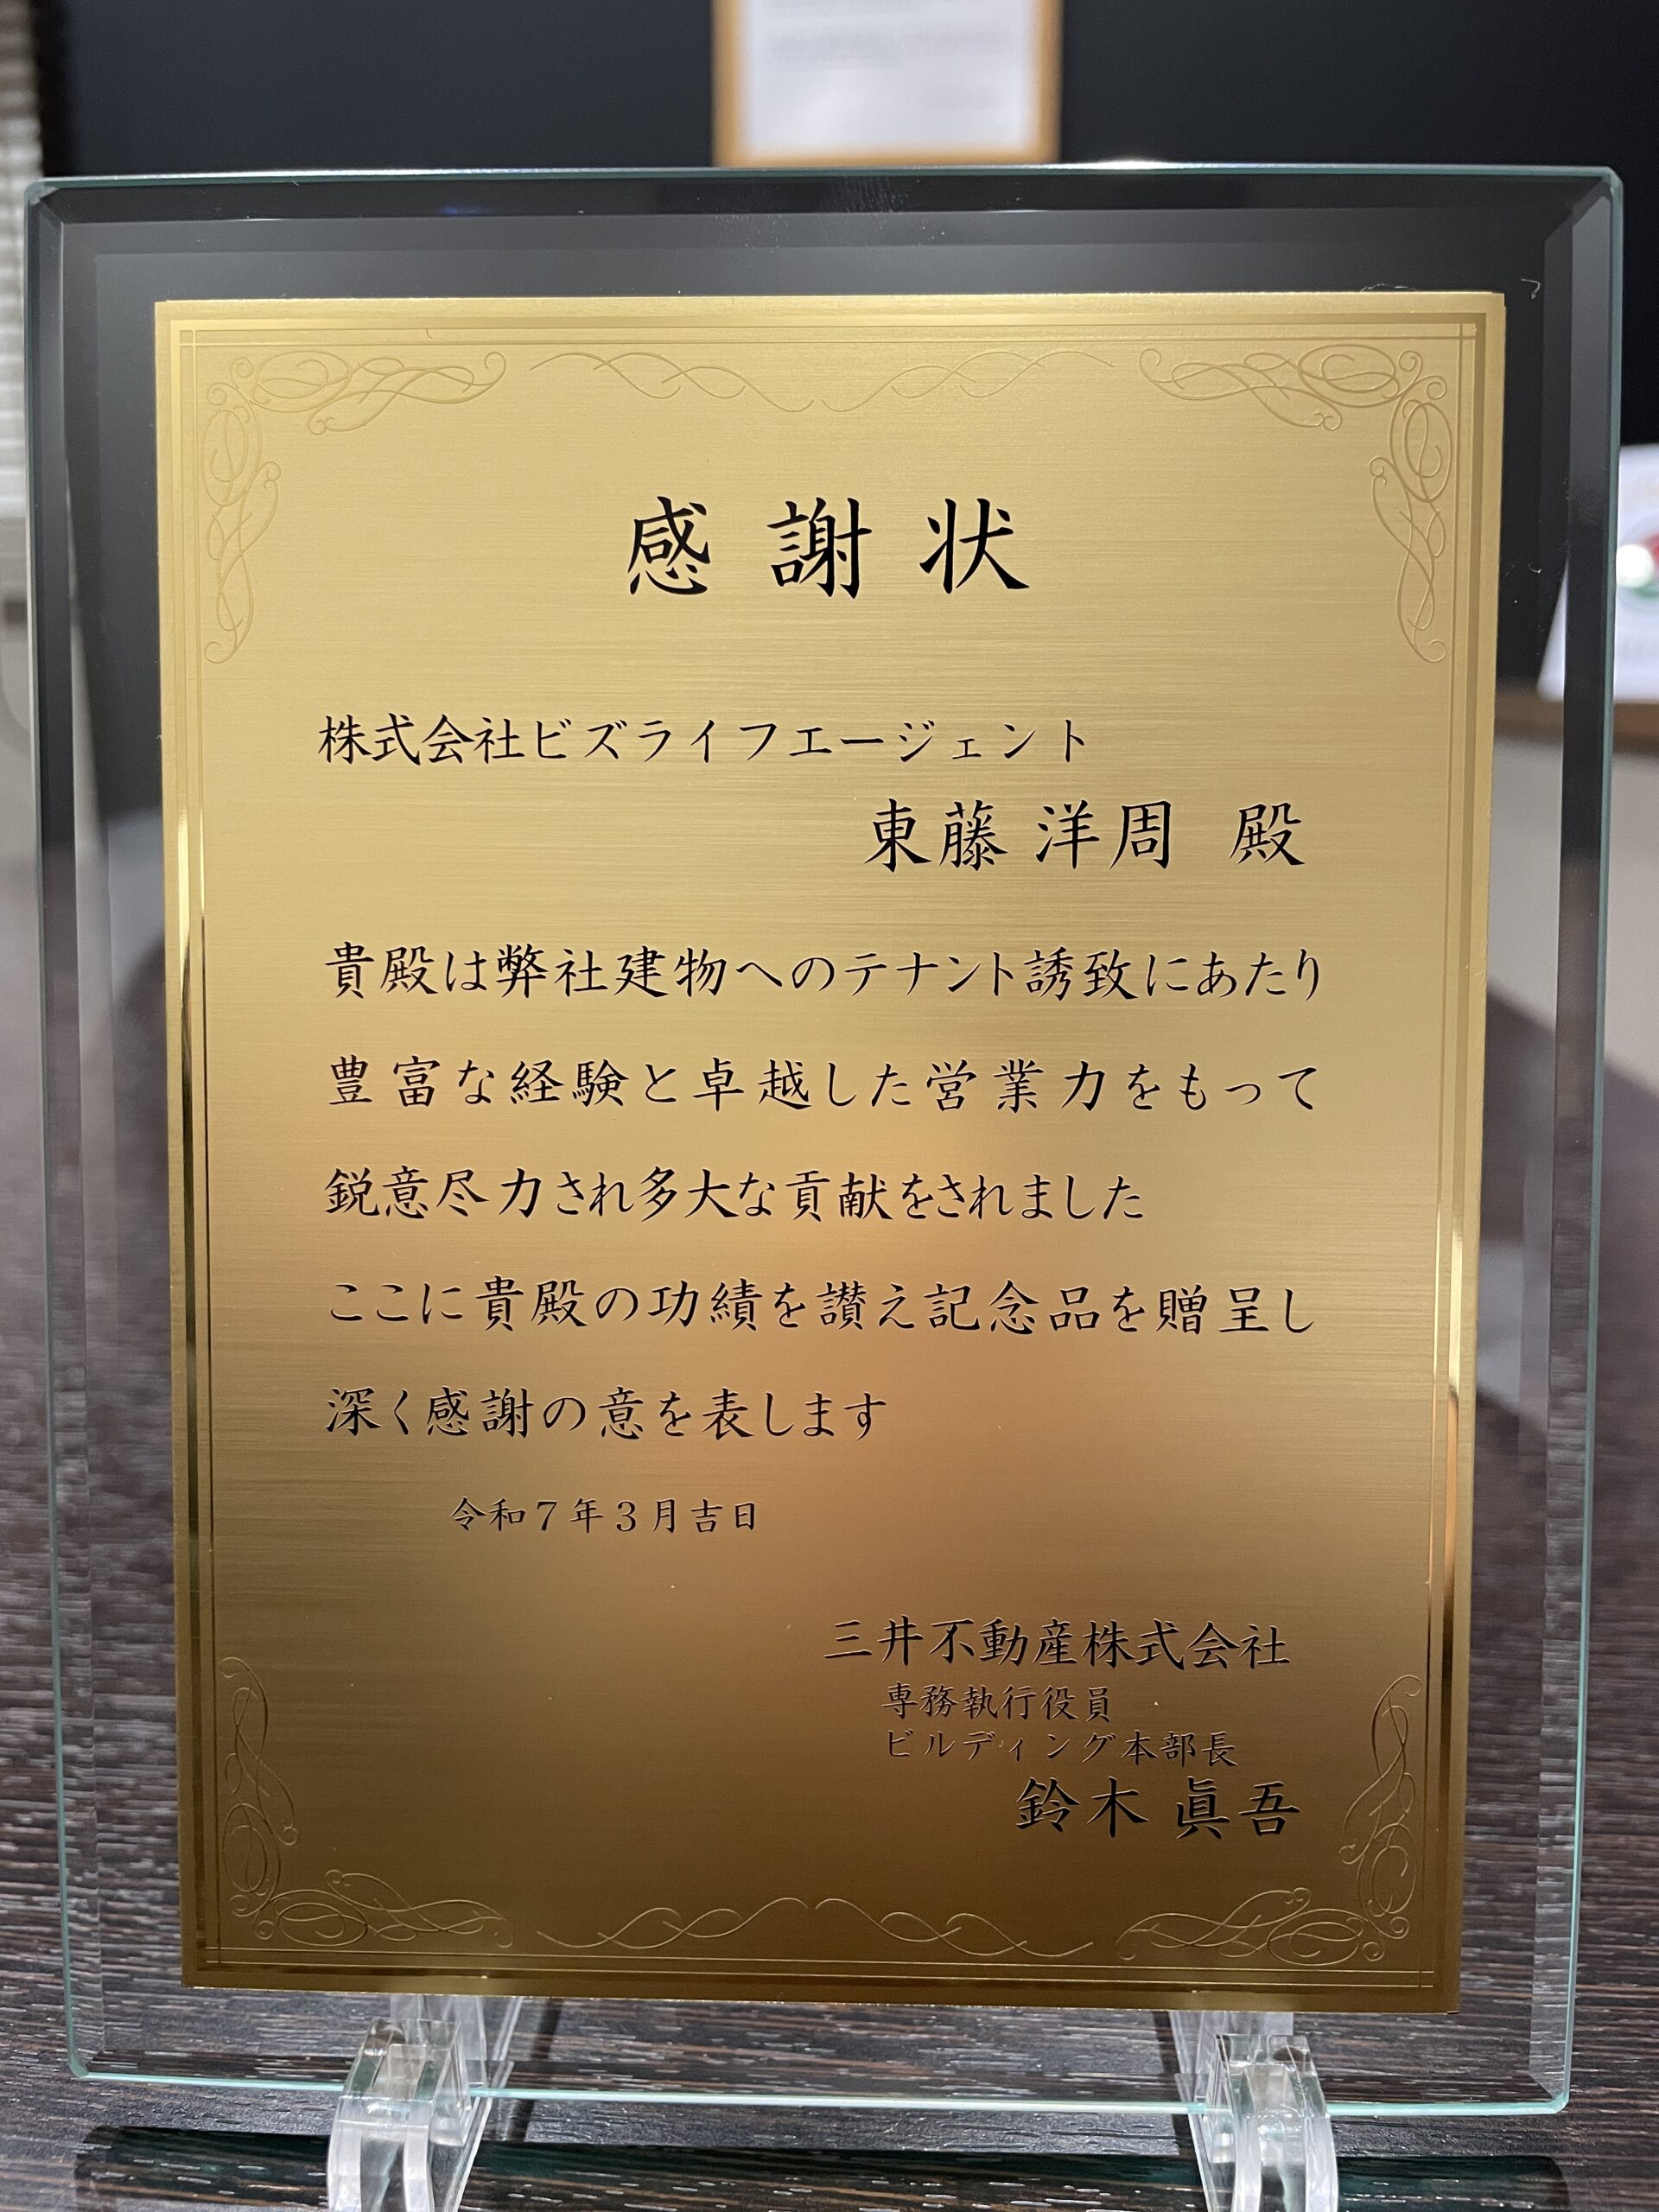 感謝状
株式会社ビズライフエージェント
東藤 洋周 殿
貴殿は弊社建物へのテナント誘致にあたり
豊富な経験と卓越した営業力をもって
鋭意尽力され多大な貢献をされました
ここに貴殿の功績を讃え記念品を贈呈し
深く感謝の意を表します
令和7年3月吉日
三井不動産株式会社
専務執行役員
ビルディング本部長
鈴木 眞吾